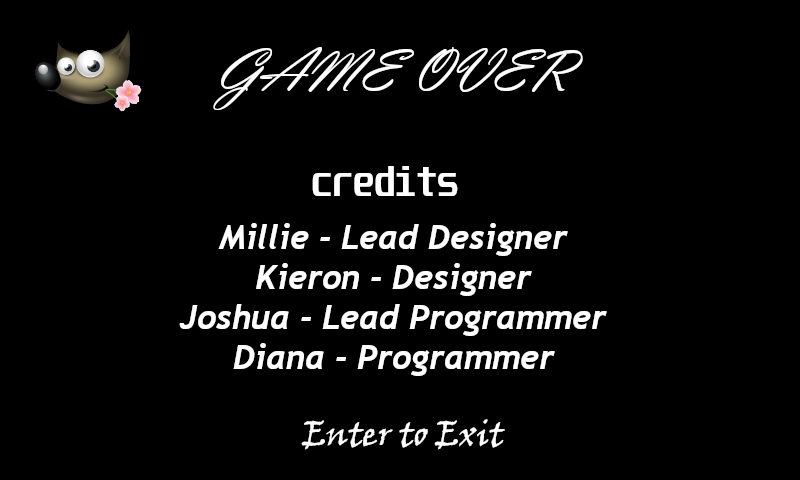 GAME OVER
credits
Millie - Lead Designer
Kieron - Designer
Joshua - Lead Programmer
Diana - Programmer
Enter to Exit